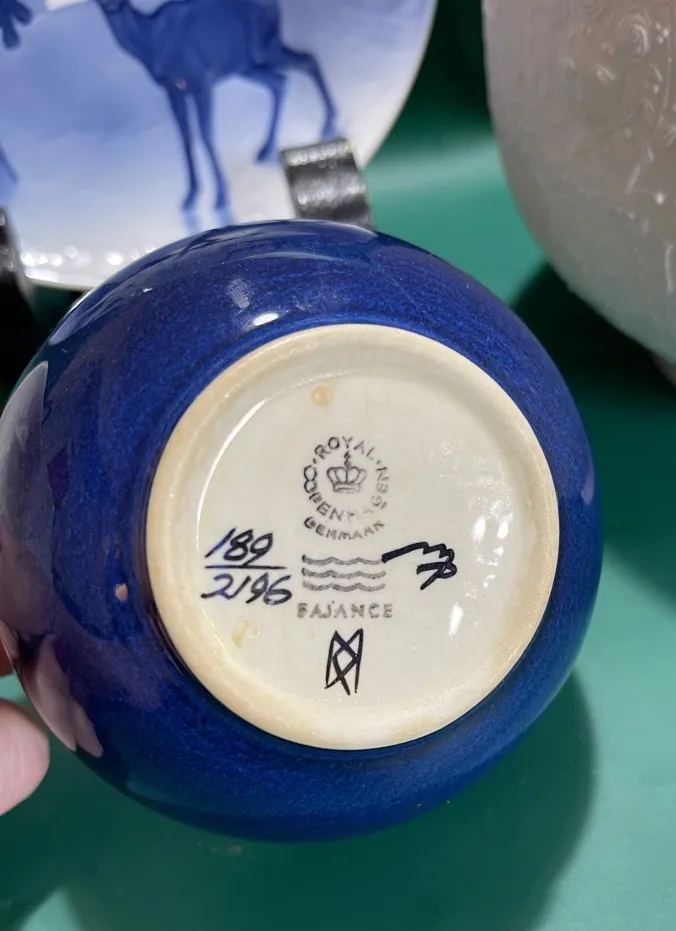 ROYAL
COPENHAGEN
DENMARK
189
2196
FAJANCE